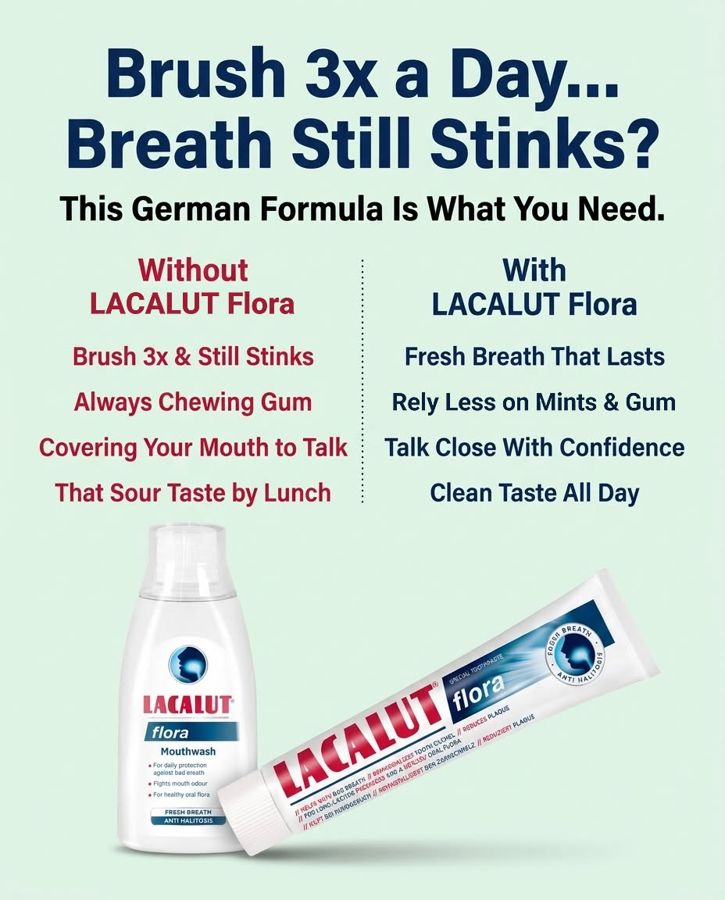 Brush 3x a Day...
Breath Still Stinks?
This German Formula Is What You Need.
Without
LACALUT Flora
Brush 3x & Still Stinks
Always Chewing Gum
Covering Your Mouth to Talk
That Sour Taste by Lunch
With
LACALUT Flora
Fresh Breath That Lasts
Rely Less on Mints & Gum
Talk Close With Confidence
Clean Taste All Day
LACALUT®
flora
Mouthwash
• For daily protection
against bad breath
• Fights mouth odour
• For healthy oral flora
FRESH BREATH
ANTI HALITOSIS
LACALUT®
SPECIAL TOOTHPASTE
flora
BREATH
ANTI HALITOSIS
// REDUCES PLAQUE
// REDUZIERT PLAQUE